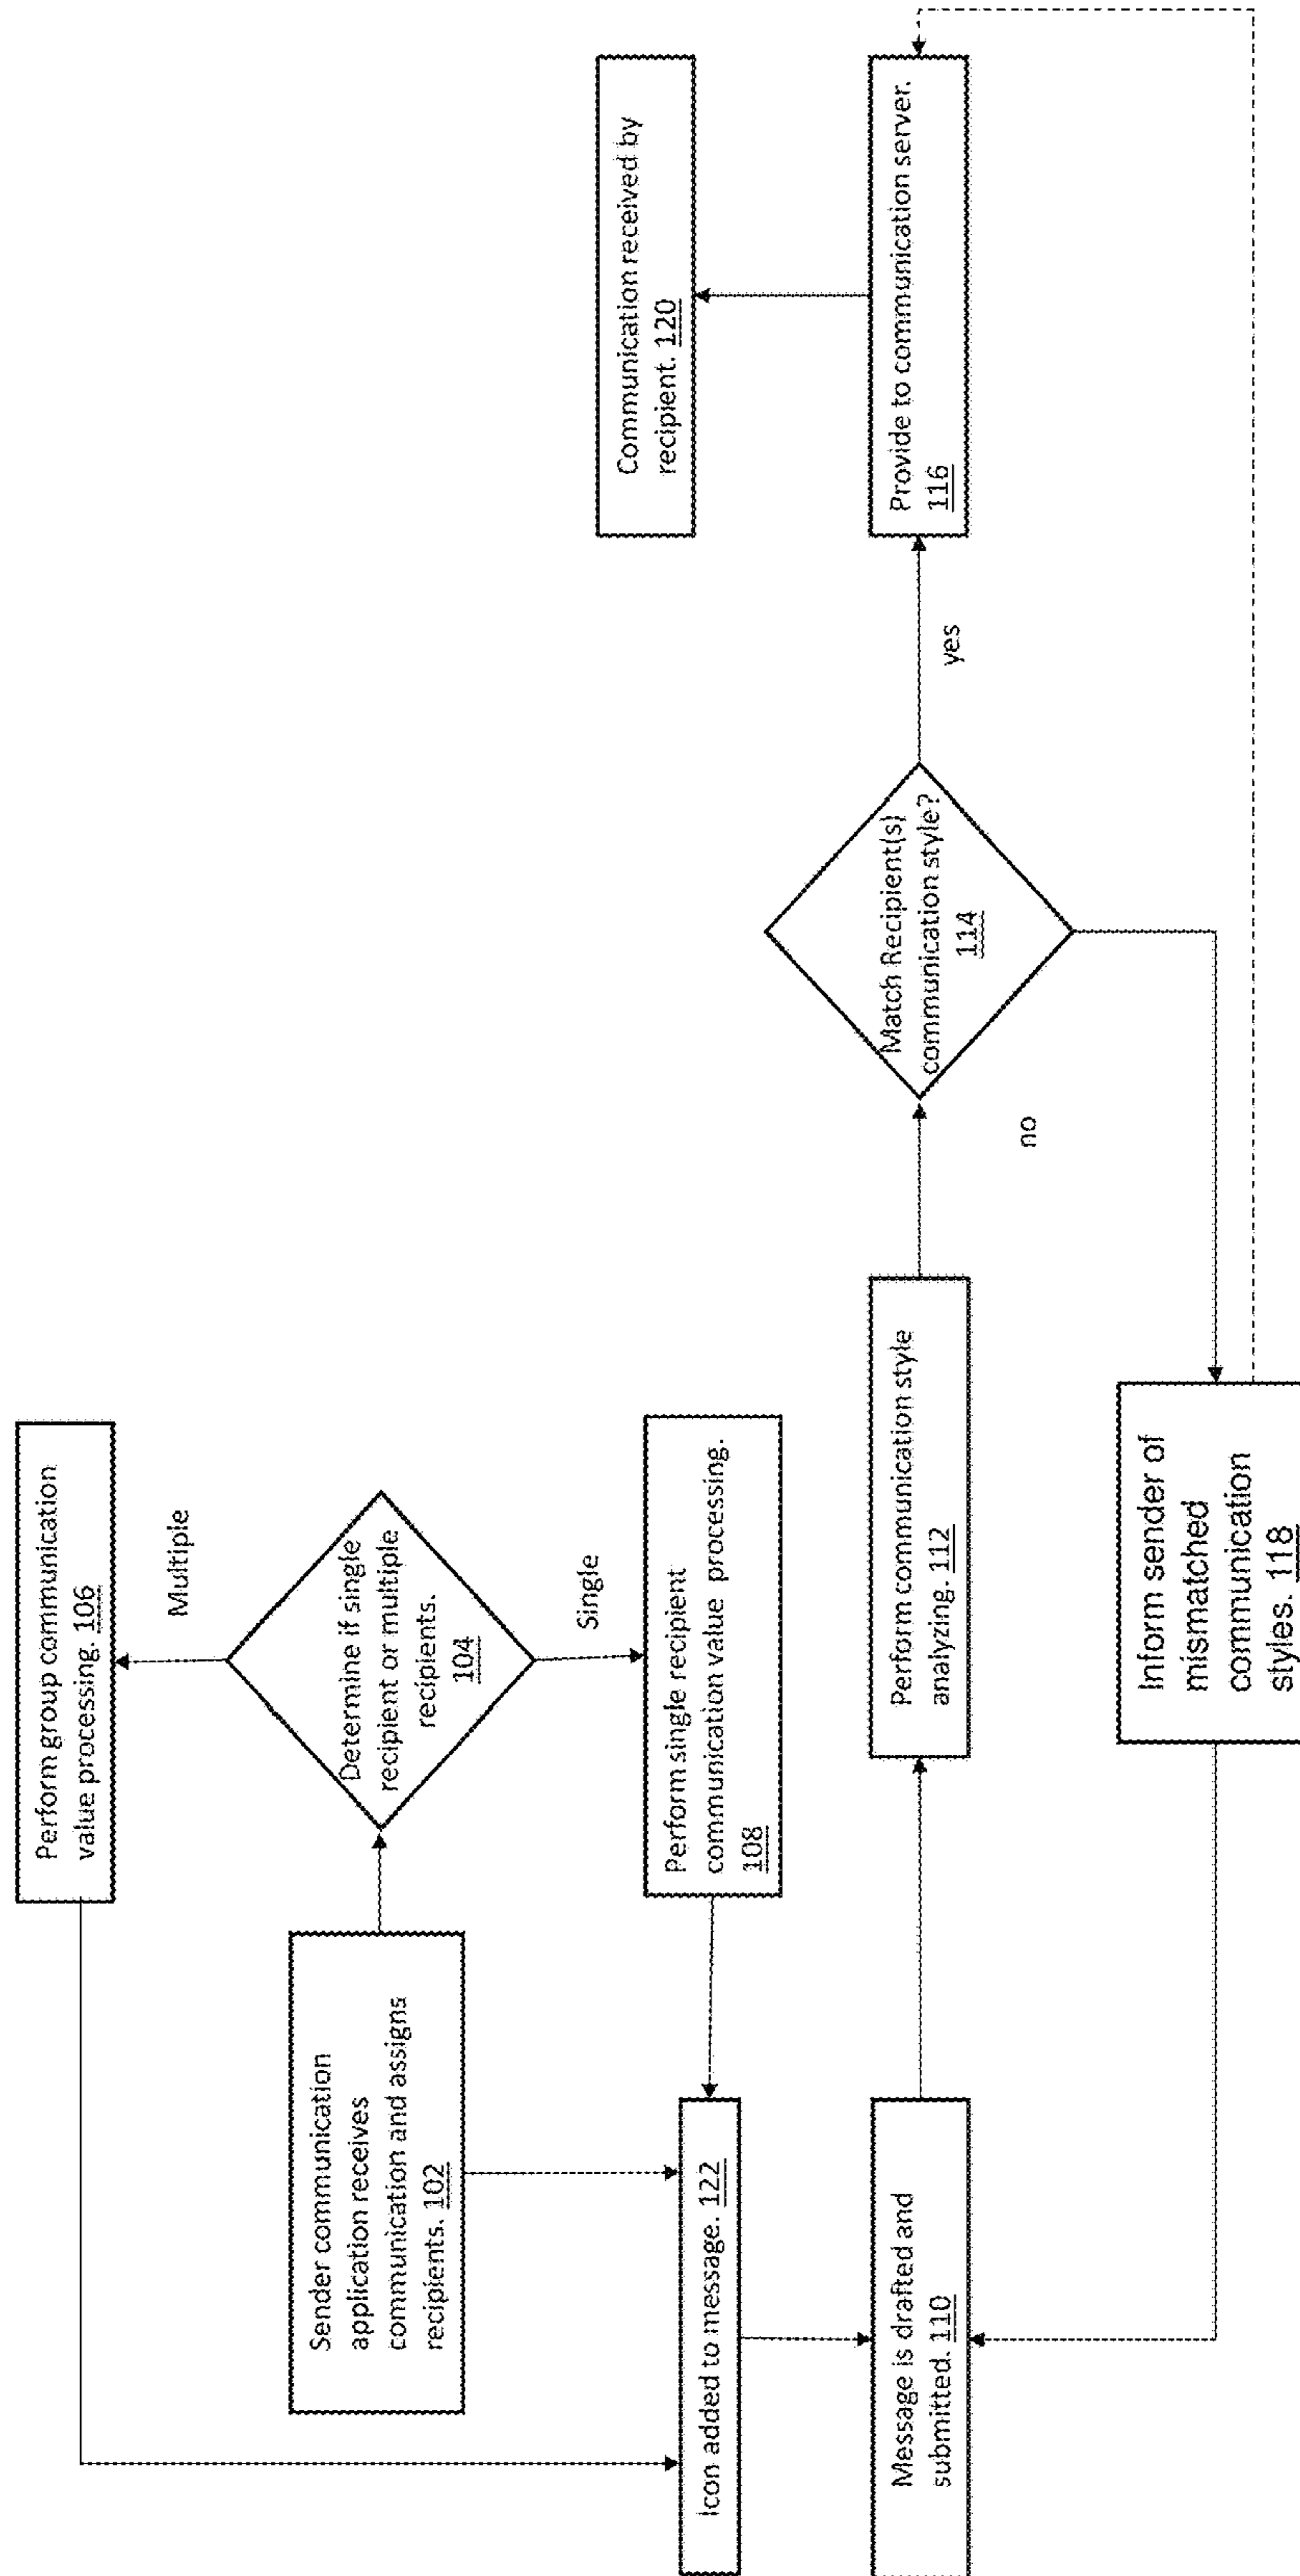 Perform group communication
value processing. 106
Multiple
Sender communication
application receives
communication and assigns
recipients. 102
Determine if single
recipient or multiple
recipients.
104
Single
Perform single recipient
communication value processing.
108
Icon added to message. 122
Message is drafted and
submitted. 110
Perform communication style
analyzing. 112
Match Recipient(s)
communication style?
114
yes
no
Provide to communication server.
116
Communication received by
recipient. 120
Inform sender of
mismatched
communication
styles. 118